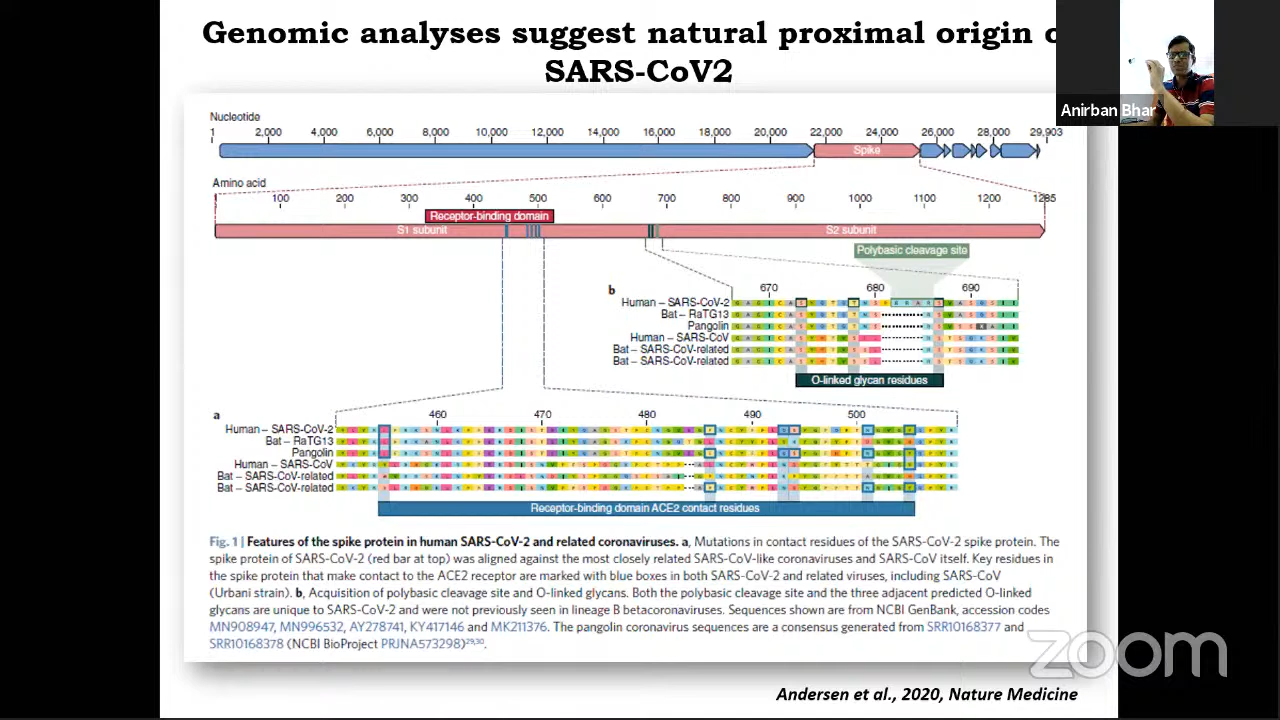 Genomic analyses suggest natural proximal origin o
SARS-CoV2
Anirban Bhar
Nucleotide
1 2,000 4,000 6,000 8,000 10,000 12,000 14,000 16,000 18,000 20,000 22,000 24,000 26,000 28,000 29,903
Spike
Amino acid
1 100 200 300 400 500 600 700 800 900 1000 1100 1200 1285
Receptor-binding domain
S1 subunit S2 subunit
Polybasic cleavage site
b 670 680 690
Human – SARS-CoV-2
Bat – RaTG13
Pangolin
Human – SARS-CoV
Bat – SARS-CoV-related
Bat – SARS-CoV-related
O-linked glycan residues
a 460 470 480 490 500
Human – SARS-CoV-2
Bat – RaTG13
Pangolin
Human – SARS-CoV
Bat – SARS-CoV-related
Bat – SARS-CoV-related
Receptor-binding domain ACE2 contact residues
Fig. 1 | Features of the spike protein in human SARS-CoV-2 and related coronaviruses. a, Mutations in contact residues of the SARS-CoV-2 spike protein. The
spike protein of SARS-CoV-2 (red bar at top) was aligned against the most closely related SARS-CoV-like coronaviruses and SARS-CoV itself. Key residues in
the spike protein that make contact to the ACE2 receptor are marked with blue boxes in both SARS-CoV-2 and related viruses, including SARS-CoV
(Urbani strain). b, Acquisition of polybasic cleavage site and O-linked glycans. Both the polybasic cleavage site and the three adjacent predicted O-linked
glycans are unique to SARS-CoV-2 and were not previously seen in lineage B betacoronaviruses. Sequences shown are from NCBI GenBank, accession codes
MN908947, MN996532, AY278741, KY417146 and MK211376. The pangolin coronavirus sequences are a consensus generated from SRR10168377 and
SRR10168378 (NCBI BioProject PRJNA573298)29,30.
zoom
Andersen et al., 2020, Nature Medicine